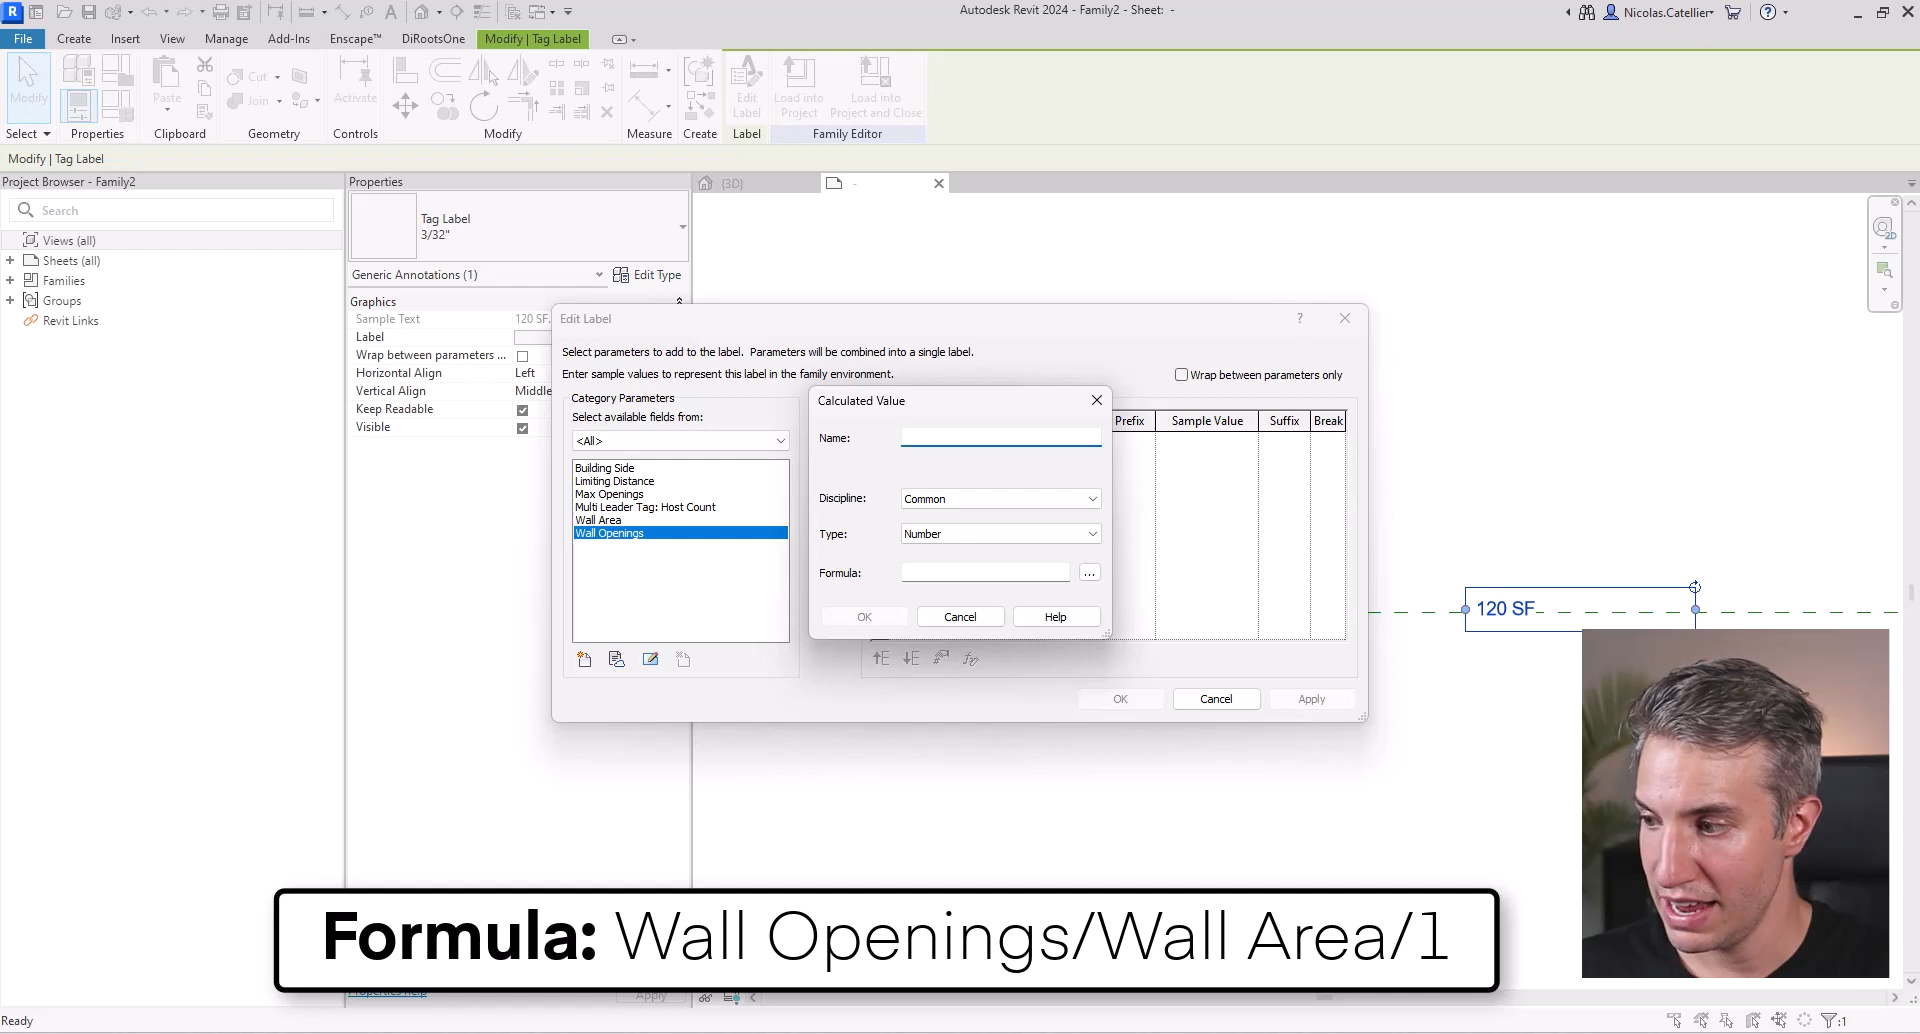 R
Autodesk Revit 2024 - Family2 - Sheet: -
Nicolas.Catellier
File
Create
Insert
View
Manage
Add-Ins
Enscape™
DiRootsOne
Modify | Tag Label
Modify
Paste
Cut
Join
Activate
Edit
Label
Load into
Project
Load into
Project and Close
Select
Properties
Clipboard
Geometry
Controls
Modify
Measure
Create
Label
Family Editor
Modify | Tag Label
Project Browser - Family2
Search
Views (all)
Sheets (all)
Families
Groups
Revit Links
Properties
Tag Label
3/32"
Generic Annotations (1)
Edit Type
Graphics
Sample Text
120 SF.
Label
Wrap between parameters ...
Horizontal Align
Left
Vertical Align
Middle
Keep Readable
Visible
Properties help
Apply
{3D}
-
2D
Edit Label
?
Select parameters to add to the label. Parameters will be combined into a single label.
Enter sample values to represent this label in the family environment.
Wrap between parameters only
Category Parameters
Select available fields from:
<All>
Building Side
Limiting Distance
Max Openings
Multi Leader Tag: Host Count
Wall Area
Wall Openings
Prefix
Sample Value
Suffix
Break
OK
Cancel
Apply
Calculated Value
Name:
Discipline:
Common
Type:
Number
Formula:
...
OK
Cancel
Help
120 SF
Formula: Wall Openings/Wall Area/1
Ready
:1